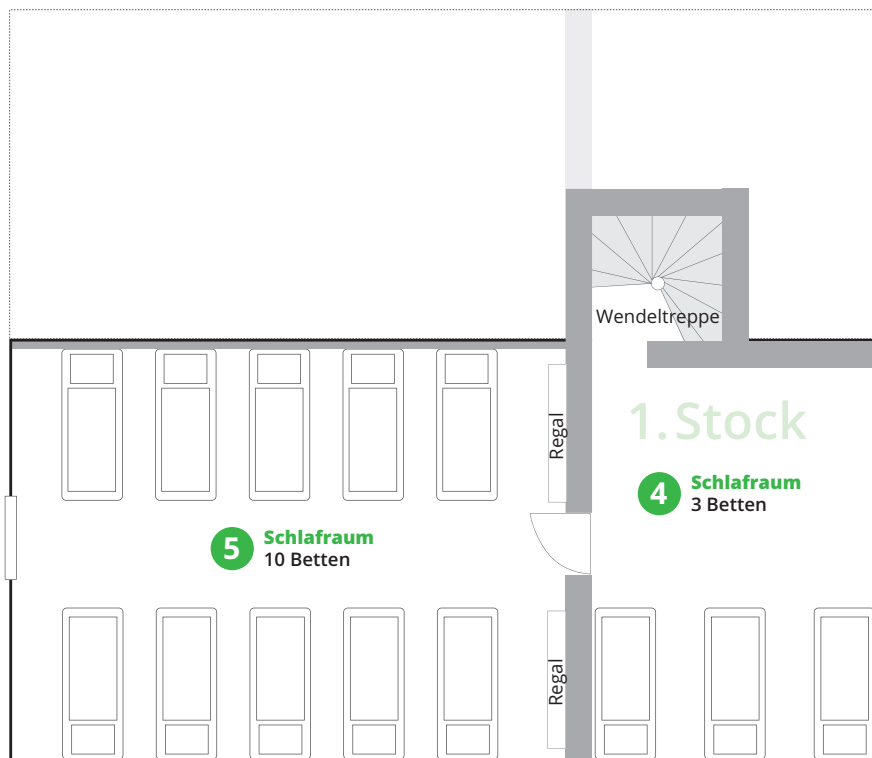 Wendeltreppe
1. Stock
Regal
4
Schlafraum
3 Betten
5
Schlafraum
10 Betten
Regal